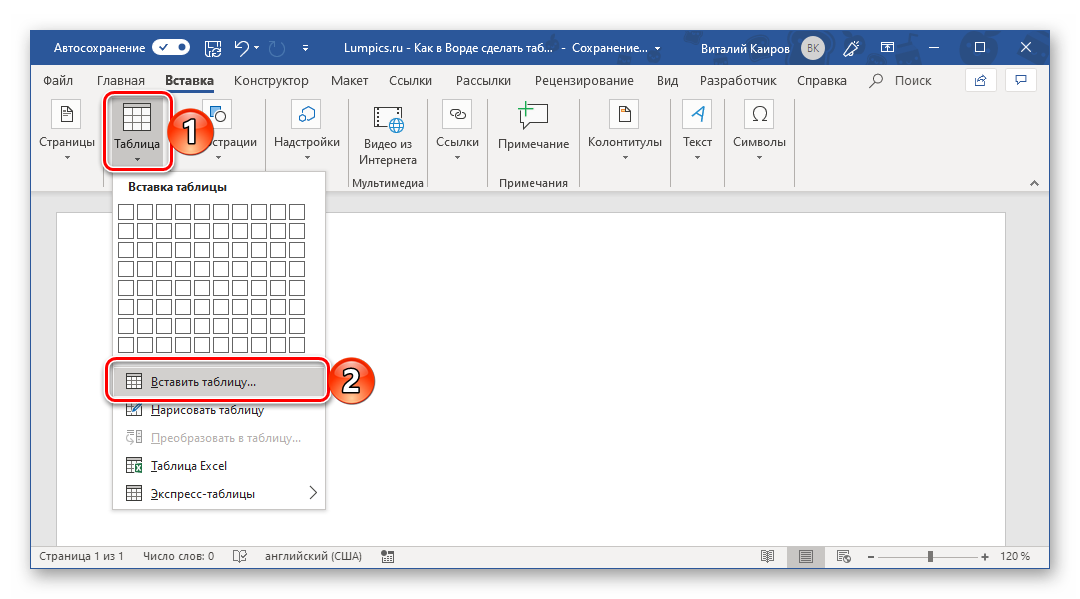 Автосохранение Lumpics.ru - Как в Ворде сделать таб... - Сохранение... Виталий Каиров ВК
Файл Главная Вставка Конструктор Макет Ссылки Рассылки Рецензирование Вид Разработчик Справка Поиск
Страницы Таблица 1 страции Надстройки Видео из Интернета Ссылки Примечание Колонтитулы Текст Символы
Мультимедиа Примечания
Вставка таблицы
Вставить таблицу... 2
Нарисовать таблицу
Преобразовать в таблицу...
Таблица Excel
Экспресс-таблицы
Страница 1 из 1 Число слов: 0 английский (США) 120 %